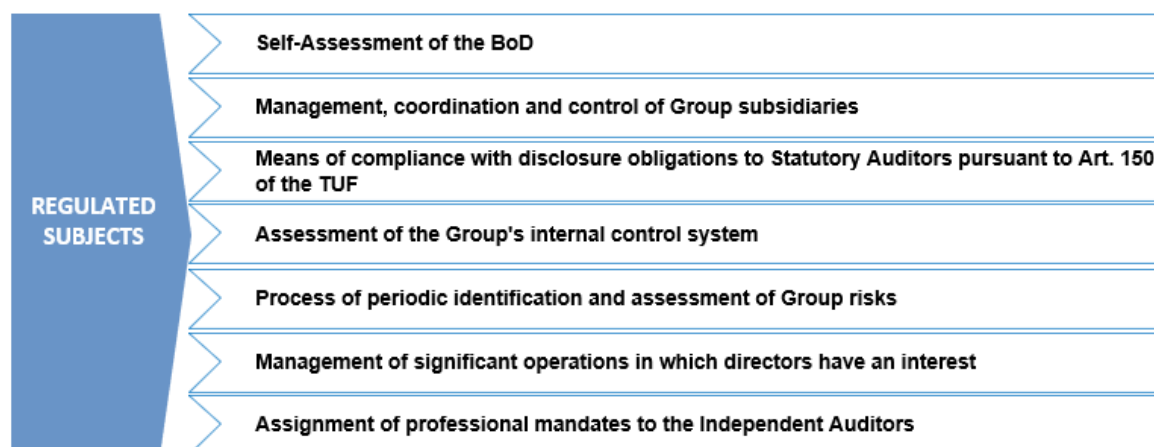 REGULATED
SUBJECTS
Self-Assessment of the BoD
Management, coordination and control of Group subsidiaries
Means of compliance with disclosure obligations to Statutory Auditors pursuant to Art. 150
of the TUF
Assessment of the Group's internal control system
Process of periodic identification and assessment of Group risks
Management of significant operations in which directors have an interest
Assignment of professional mandates to the Independent Auditors